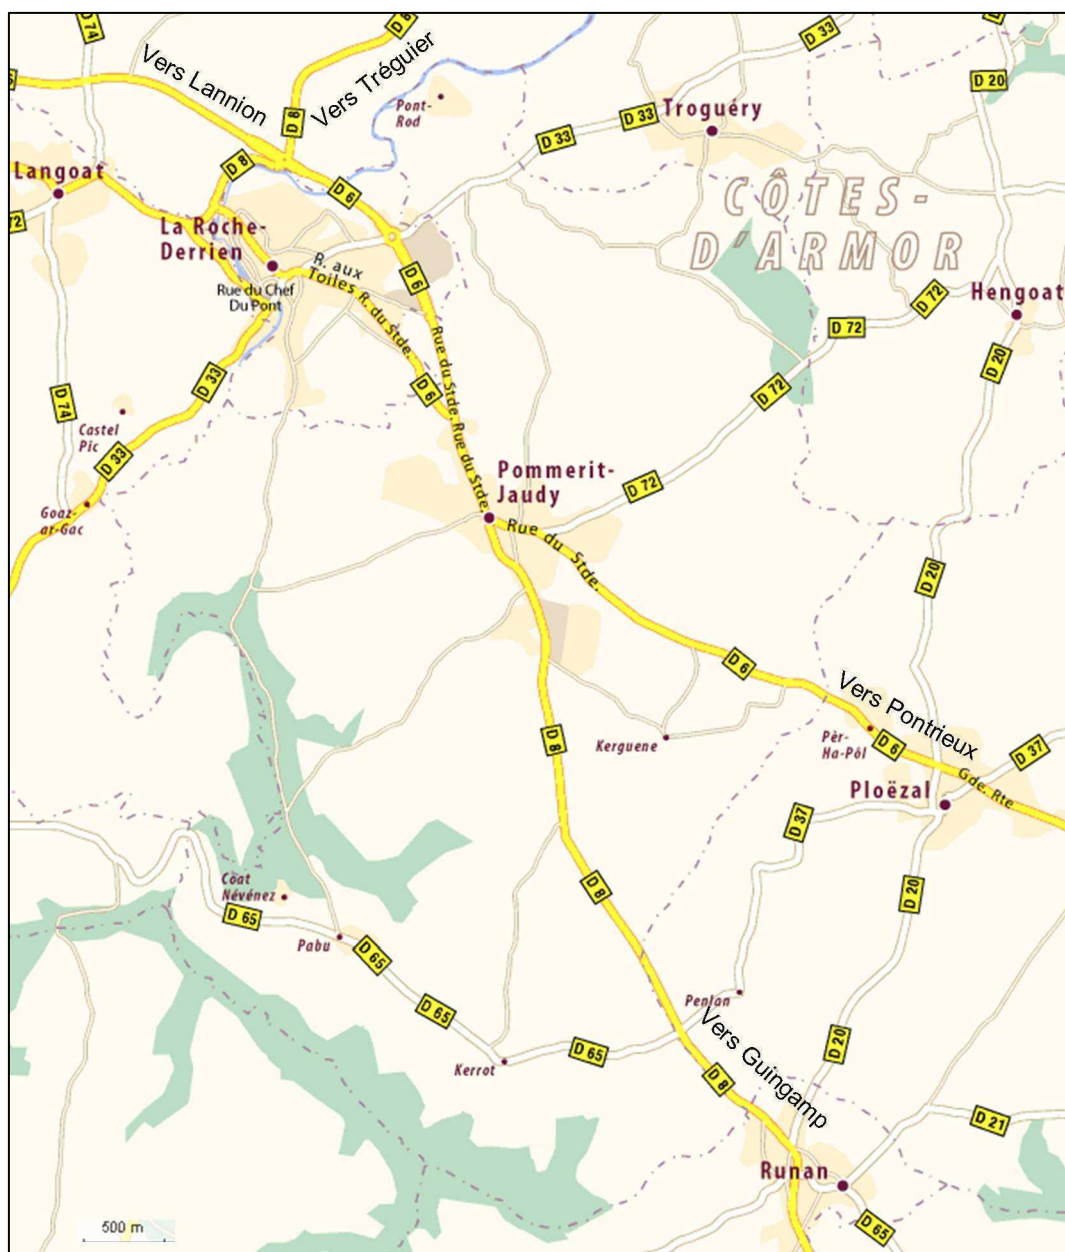 D 74
D 8
D 20
D 33
Vers Lannion
Vers Tréguier
D 8
Pont-
Rod
D 33
D 33
Troguéry
Langoat
D 8
D 6
72
CÔTES-
D'ARMOR
La Roche-
Derrien
R. aux
Toiles
R. du Stde.
Rue du Chef
Du Pont
D 6
D 72
D 72
Hengoat
Rue du Stde.
Rue du Stde.
D 6
D 33
D 74
D 20
D 72
Castel
Pic
D 33
Goaz-
ar-Gac
Pommerit-
Jaudy
D 72
Rue du Stde.
D 20
D 6
Vers Pontrieux
Kerguene
D 8
Pèr-
Ha-Pôl
D 6
D 37
Gde. Rte
Ploëzal
D 37
Coat
Névénez
D 8
D 20
D 65
Pabu
D 65
D 65
Penlan
Vers Guingamp
D 65
D 20
Kerrot
D 8
D 21
Runan
D 65
500 m